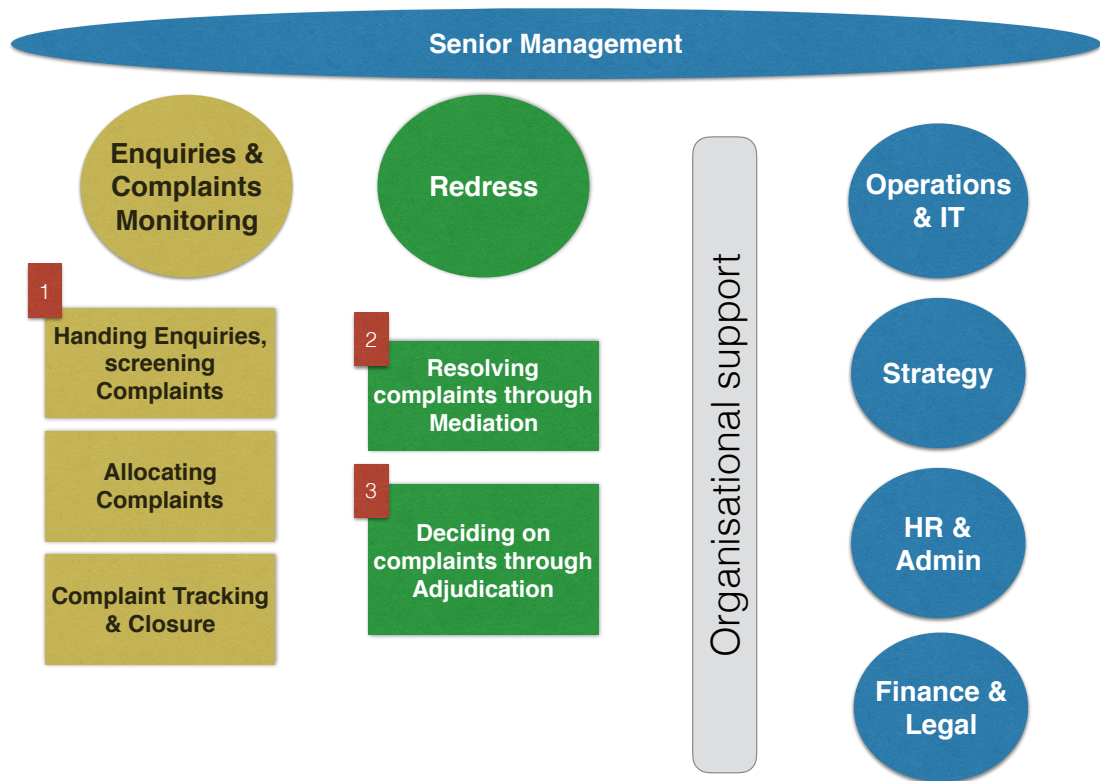 Senior Management
Enquiries &
Complaints
Monitoring
1
Handing Enquiries,
screening
Complaints
Allocating
Complaints
Complaint Tracking
& Closure
Redress
2
Resolving
complaints through
Mediation
3
Deciding on
complaints through
Adjudication
Organisational support
Operations
& IT
Strategy
HR &
Admin
Finance &
Legal